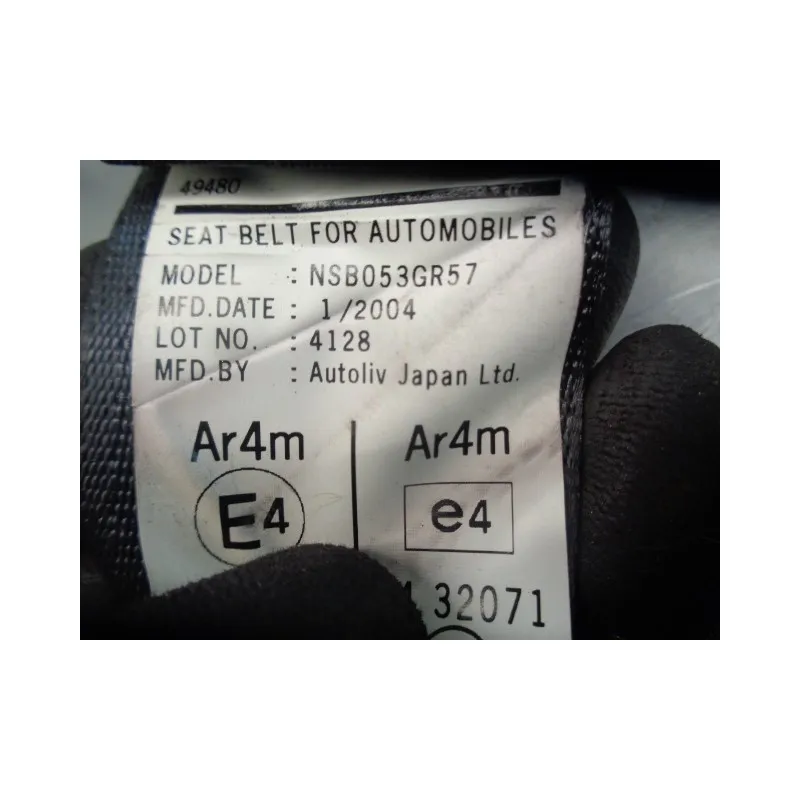 49480
SEAT BELT FOR AUTOMOBILES
MODEL : NSB053GR57
MFD.DATE : 1/2004
LOT NO. : 4128
MFD.BY : Autoliv Japan Ltd.
Ar4m Ar4m
E4 e4
32071